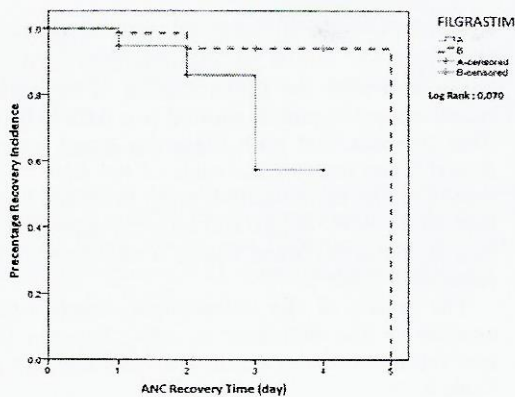 FILGRASTIM
A
B
A-censored
B-censored
Log Rank : 0,070
Precentage Recovery Incidence
1.0
0.8
0.6
0.4
0.2
0.0
0
1
2
3
4
5
ANC Recovery Time (day)